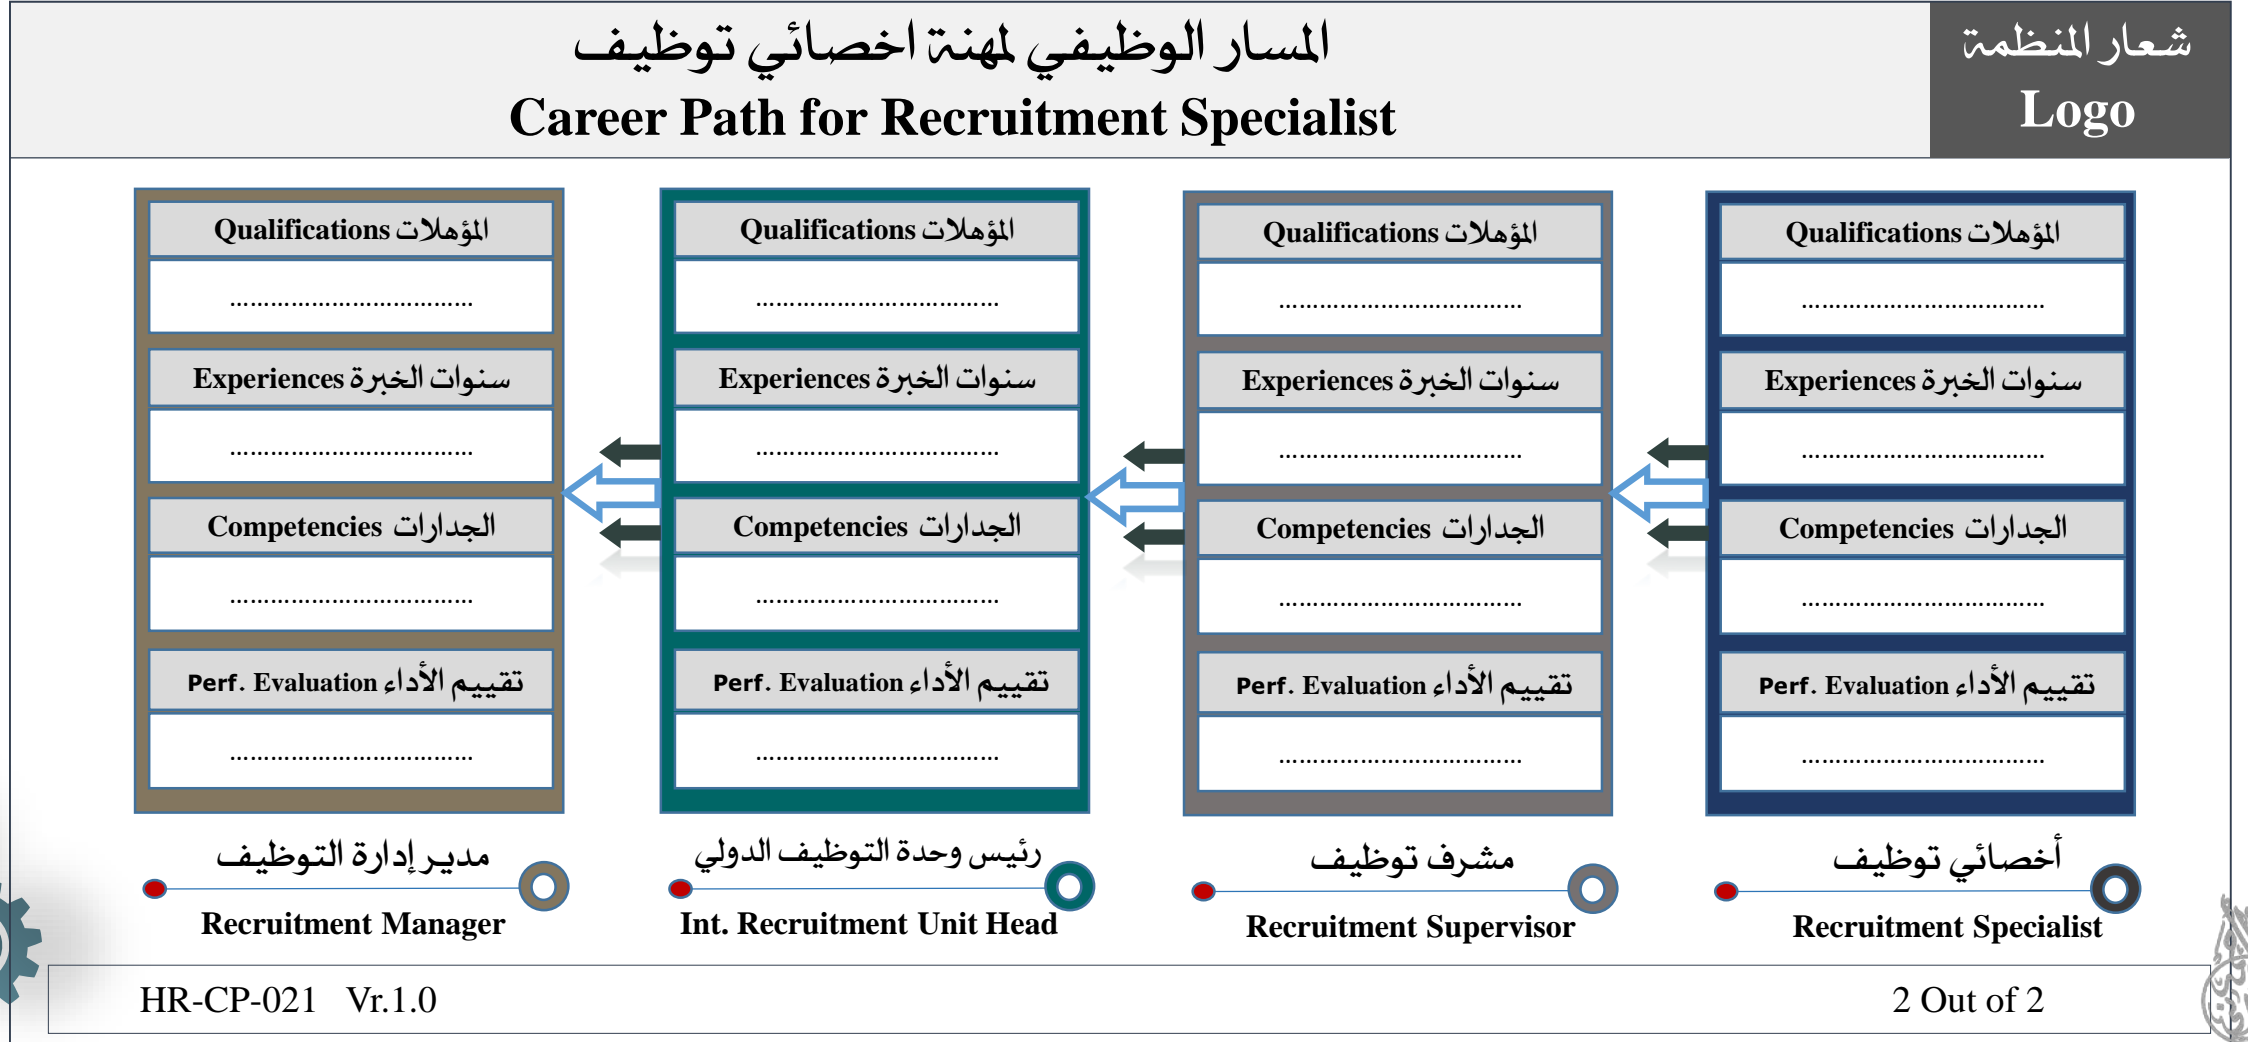 المسار الوظيفي لمهنة اخصائي توظيف
Career Path for Recruitment Specialist
شعار المنظمة
Logo
المؤهلات Qualifications
.................................
سنوات الخبرة Experiences
.................................
الجدارات Competencies
.................................
تقييم الأداء Perf. Evaluation
.................................
أخصائي توظيف
Recruitment Specialist
المؤهلات Qualifications
.................................
سنوات الخبرة Experiences
.................................
الجدارات Competencies
.................................
تقييم الأداء Perf. Evaluation
.................................
مشرف توظيف
Recruitment Supervisor
المؤهلات Qualifications
.................................
سنوات الخبرة Experiences
.................................
الجدارات Competencies
.................................
تقييم الأداء Perf. Evaluation
.................................
رئيس وحدة التوظيف الدولي
Int. Recruitment Unit Head
المؤهلات Qualifications
.................................
سنوات الخبرة Experiences
.................................
الجدارات Competencies
.................................
تقييم الأداء Perf. Evaluation
.................................
مدير إدارة التوظيف
Recruitment Manager
HR-CP-021 Vr.1.0
2 Out of 2